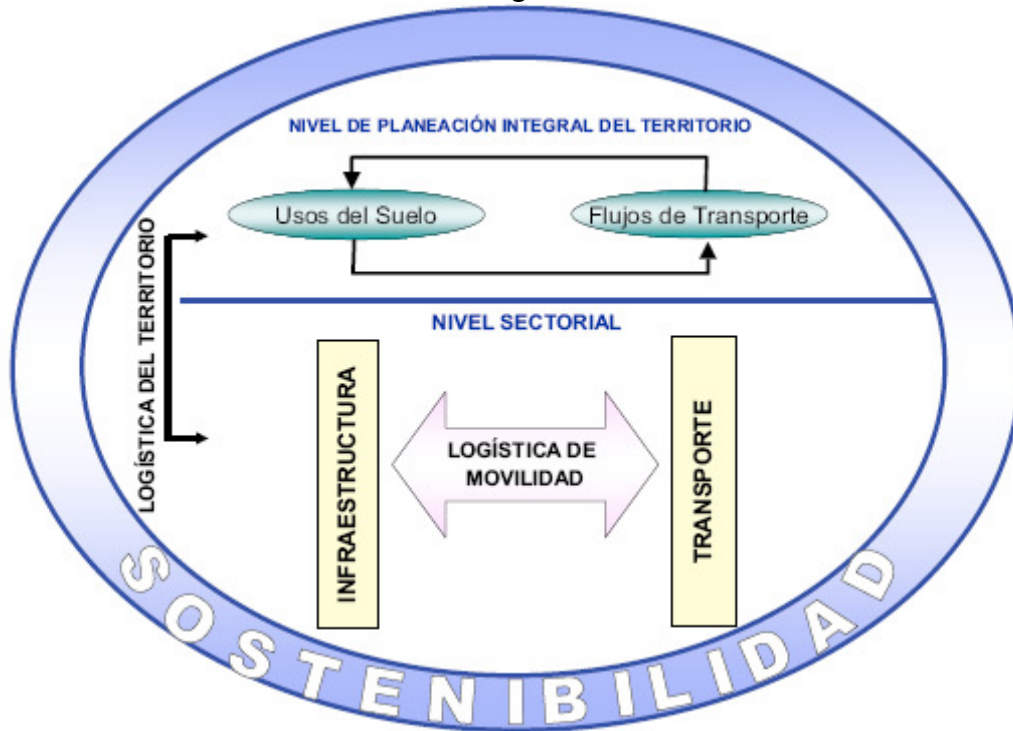 NIVEL DE PLANEACIÓN INTEGRAL DEL TERRITORIO
Usos del Suelo
Flujos de Transporte
LOGÍSTICA DEL TERRITORIO
NIVEL SECTORIAL
INFRAESTRUCTURA
LOGÍSTICA DE
MOVILIDAD
TRANSPORTE
SOSTENIBILIDAD